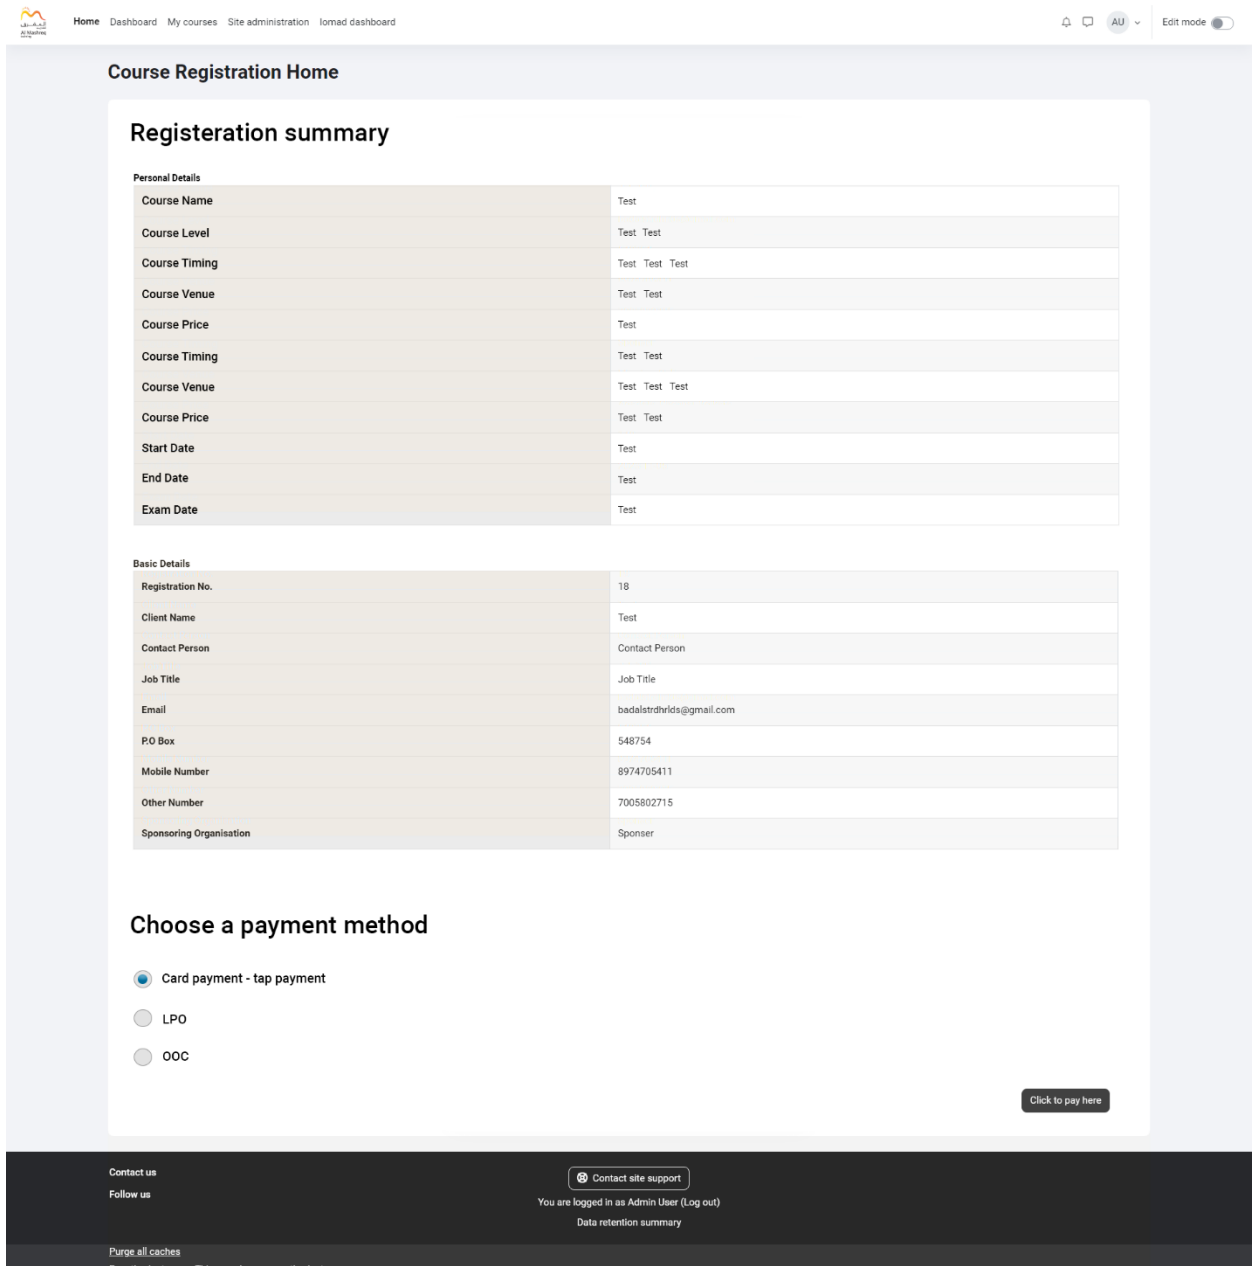 المشرق
Al Mashreq
Home Dashboard My courses Site administration Iomad dashboard AU Edit mode
Course Registration Home
Registeration summary
Personal Details
Course Name Test
Course Level Test Test
Course Timing Test Test Test
Course Venue Test Test
Course Price Test
Course Timing Test Test
Course Venue Test Test Test
Course Price Test Test
Start Date Test
End Date Test
Exam Date Test
Basic Details
Registration No. 18
Client Name Test
Contact Person Contact Person
Job Title Job Title
Email badalstrdhrlds@gmail.com
P.O Box 548754
Mobile Number 8974705411
Other Number 7005802715
Sponsoring Organisation Sponser
Choose a payment method
Card payment - tap payment
LPO
OOC
Click to pay here
Contact us
Contact site support
Follow us
You are logged in as Admin User (Log out)
Data retention summary
Purge all caches